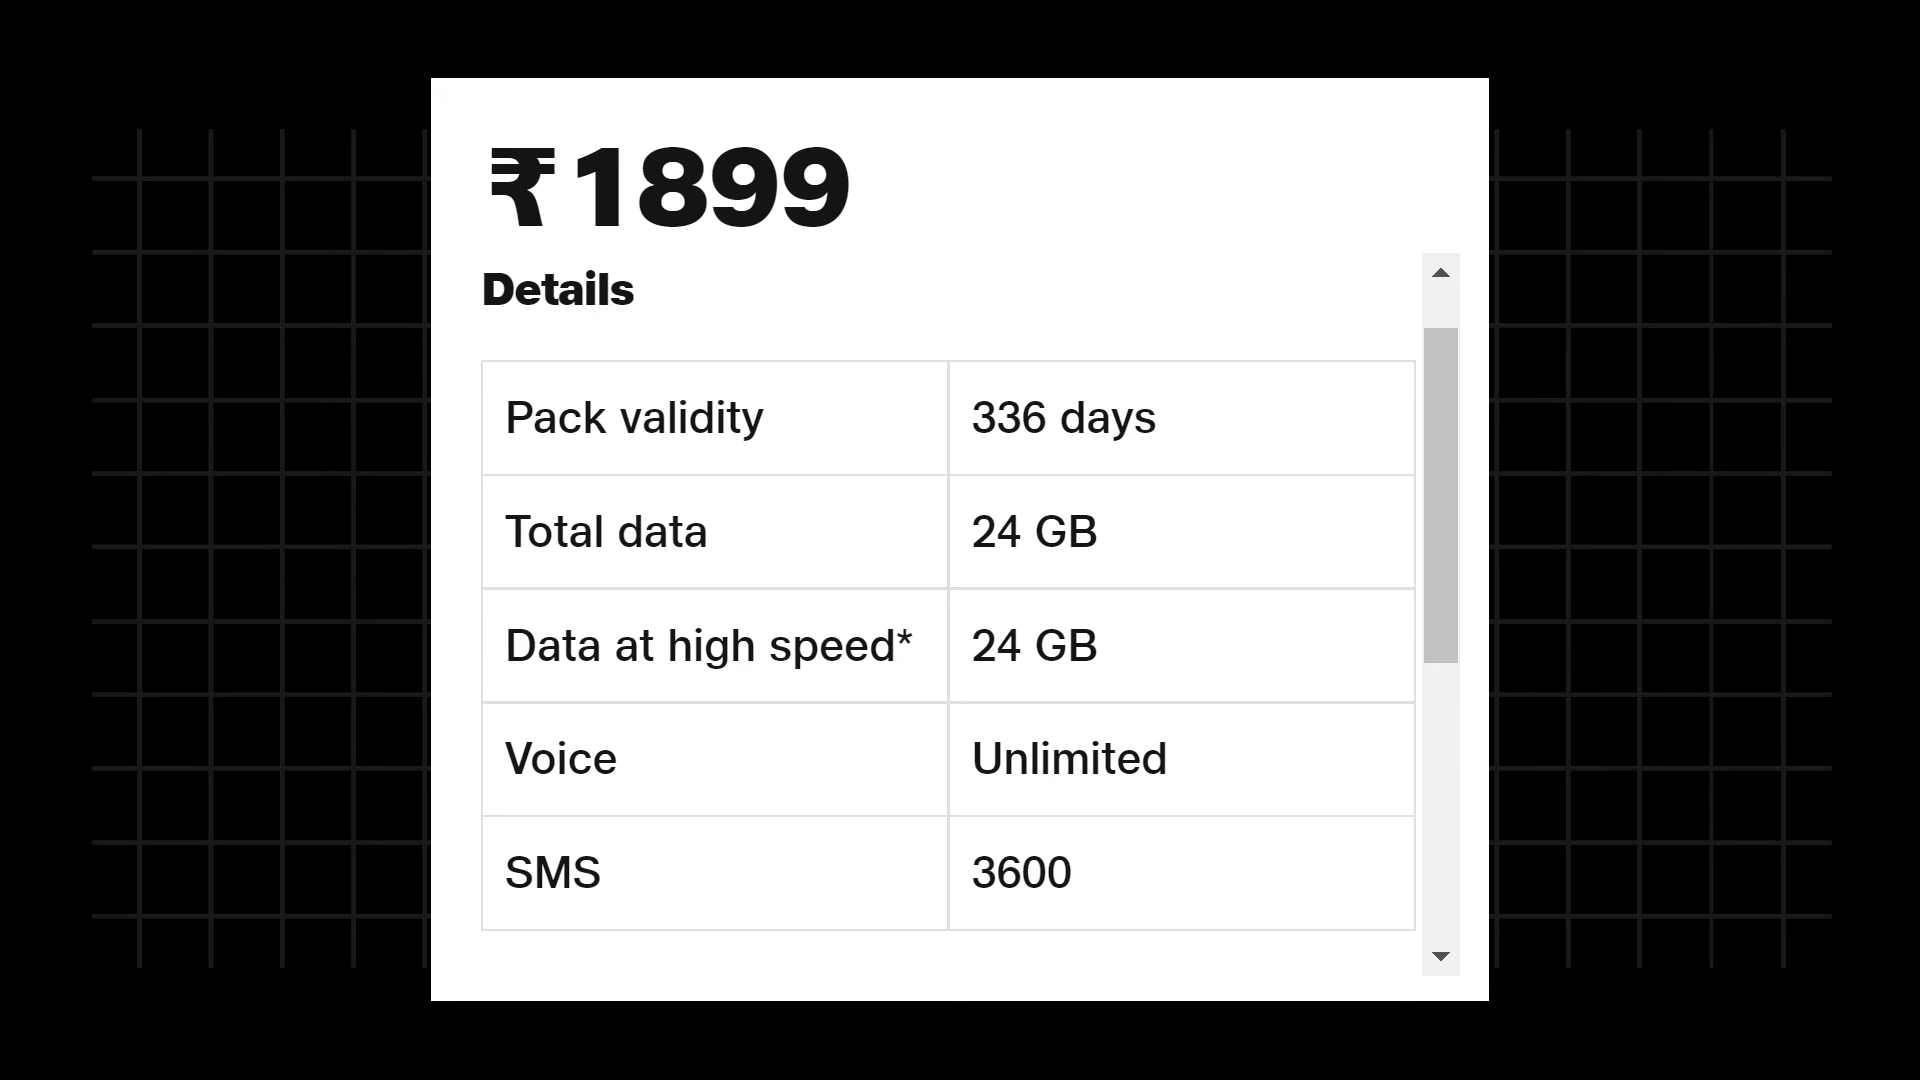 ₹1899
Details
Pack validity 336 days
Total data 24 GB
Data at high speed* 24 GB
Voice Unlimited
SMS 3600